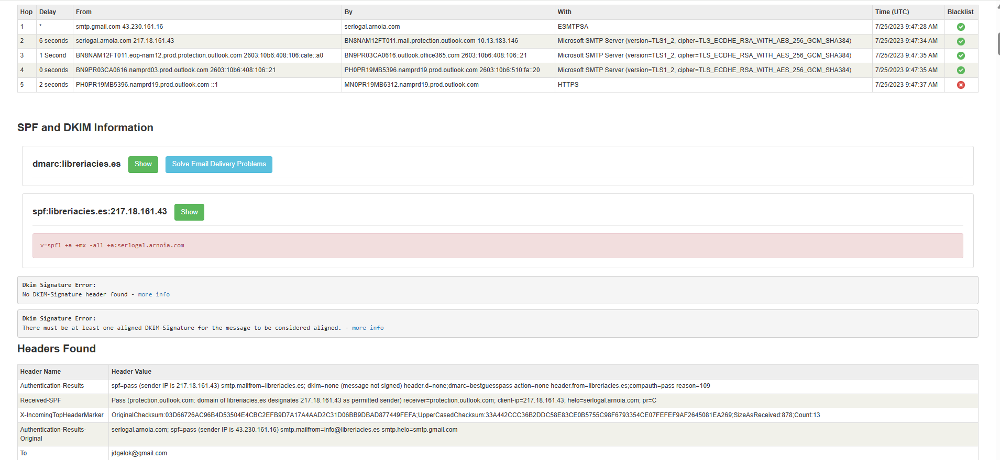 Hop Delay From By With Time (UTC) Blacklist
1 * smtp.gmail.com 43.230.161.16 serlogal.arnoia.com ESMTPSA 7/25/2023 9:47:28 AM
2 6 seconds serlogal.arnoia.com 217.18.161.43 BN8NAM12FT011.mail.protection.outlook.com 10.13.183.146 Microsoft SMTP Server (version=TLS1_2, cipher=TLS_ECDHE_RSA_WITH_AES_256_GCM_SHA384) 7/25/2023 9:47:34 AM
3 1 Second BN8NAM12FT011.eop-nam12.prod.protection.outlook.com 2603:10b6:408:106:cafe::a0 BN9PR03CA0616.outlook.office365.com 2603:10b6:408:106::21 Microsoft SMTP Server (version=TLS1_2, cipher=TLS_ECDHE_RSA_WITH_AES_256_GCM_SHA384) 7/25/2023 9:47:35 AM
4 0 seconds BN9PR03CA0616.namprd03.prod.outlook.com 2603:10b6:408:106::21 PH0PR19MB5396.namprd19.prod.outlook.com 2603:10b6:510:fa::20 Microsoft SMTP Server (version=TLS1_2, cipher=TLS_ECDHE_RSA_WITH_AES_256_GCM_SHA384) 7/25/2023 9:47:35 AM
5 2 seconds PH0PR19MB5396.namprd19.prod.outlook.com ::1 MN0PR19MB6312.namprd19.prod.outlook.com HTTPS 7/25/2023 9:47:37 AM
SPF and DKIM Information
dmarc:libreriacies.es Show Solve Email Delivery Problems
spf:libreriacies.es:217.18.161.43 Show
v=spf1 +a +mx -all +a:serlogal.arnoia.com
Dkim Signature Error:
No DKIM-Signature header found - more info
Dkim Signature Error:
There must be at least one aligned DKIM-Signature for the message to be considered aligned. - more info
Headers Found
Header Name Header Value
Authentication-Results spf=pass (sender IP is 217.18.161.43) smtp.mailfrom=libreriacies.es; dkim=none (message not signed) header.d=none;dmarc=bestguesspass action=none header.from=libreriacies.es;compauth=pass reason=109
Received-SPF Pass (protection.outlook.com: domain of libreriacies.es designates 217.18.161.43 as permitted sender) receiver=protection.outlook.com; client-ip=217.18.161.43; helo=serlogal.arnoia.com; pr=C
X-IncomingTopHeaderMarker OriginalChecksum:03D66726AC96B4D53504E4CBC2EFB9D7A17A4AAD2C31D06BB9DBAD877449FEFA;UpperCasedChecksum:33A442CCC36B2DDC58E83CE0B5755C98F6793354CE07FEFEF9AF2645081EA269;SizeAsReceived:878;Count:13
Authentication-Results-
Original serlogal.arnoia.com; spf=pass (sender IP is 43.230.161.16) smtp.mailfrom=info@libreriacies.es smtp.helo=smtp.gmail.com
To jdgelok@gmail.com